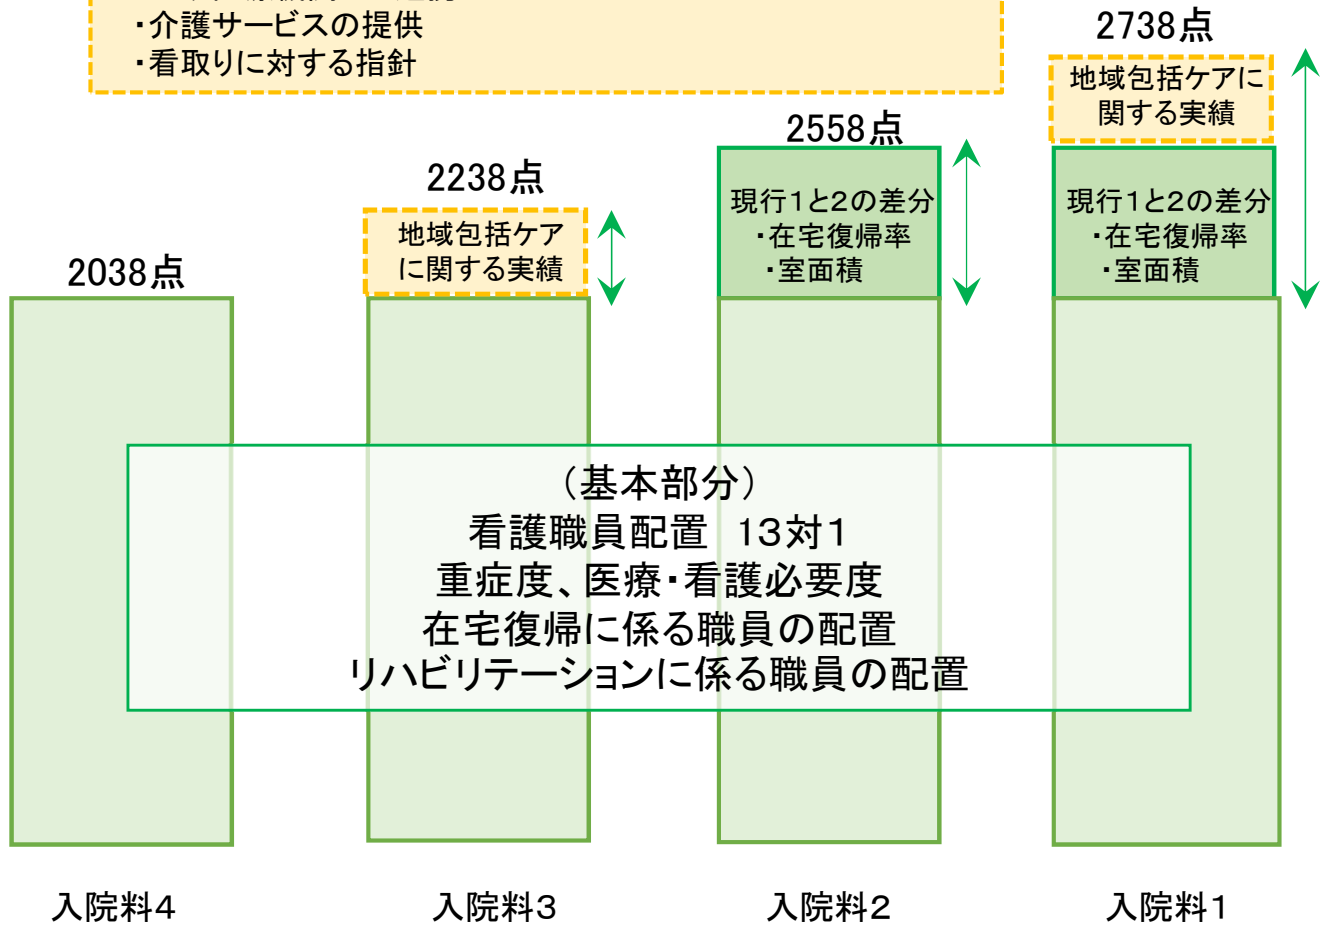 ・介護サービスの提供
・看取りに対する指針
2738点
地域包括ケアに
関する実績
2558点
2238点
現行1と2の差分
・在宅復帰率
・室面積
現行1と2の差分
・在宅復帰率
・室面積
地域包括ケア
に関する実績
2038点
（基本部分）
看護職員配置 13対1
重症度、医療・看護必要度
在宅復帰に係る職員の配置
リハビリテーションに係る職員の配置
入院料4
入院料3
入院料2
入院料1